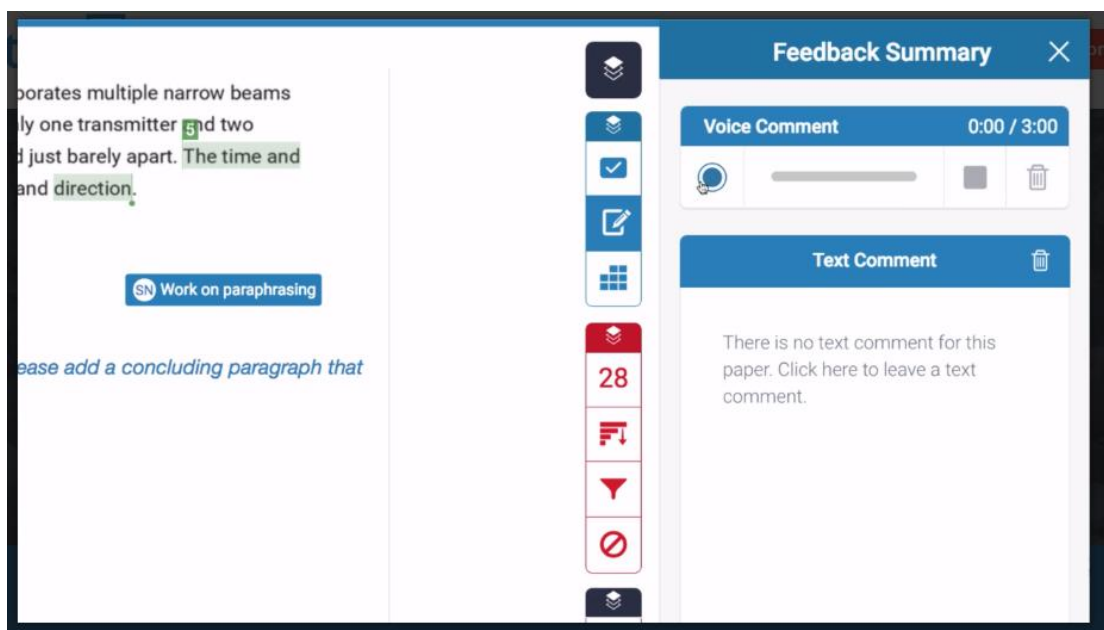 porates multiple narrow beams
ly one transmitter and two
d just barely apart. The time and
and direction.
5
SN Work on paraphrasing
ease add a concluding paragraph that
28
Feedback Summary
Voice Comment 0:00 / 3:00
Text Comment
There is no text comment for this
paper. Click here to leave a text
comment.